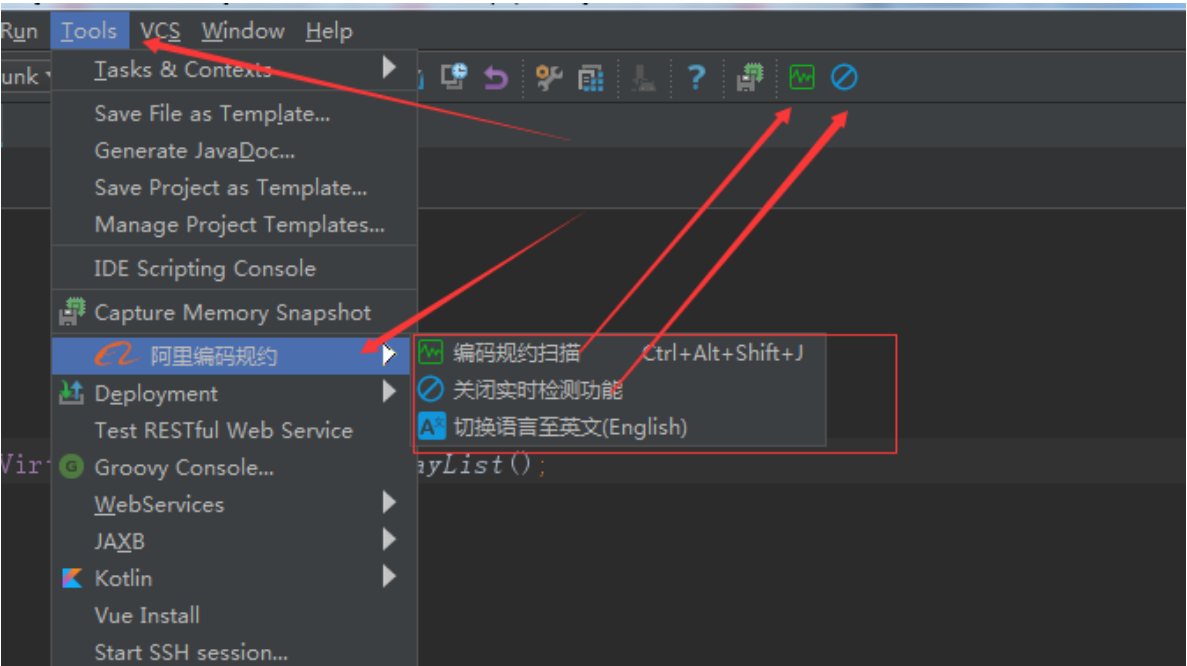 Run Tools VCS Window Help
unk
Tasks & Contexts
Save File as Template...
Generate JavaDoc...
Save Project as Template...
Manage Project Templates...
IDE Scripting Console
Capture Memory Snapshot
阿里编码规约
编码规约扫描 Ctrl+Alt+Shift+J
关闭实时检测功能
切换语言至英文(English)
Deployment
Test RESTful Web Service
Vir ayList();
Groovy Console...
WebServices
JAXB
Kotlin
Vue Install
Start SSH session...